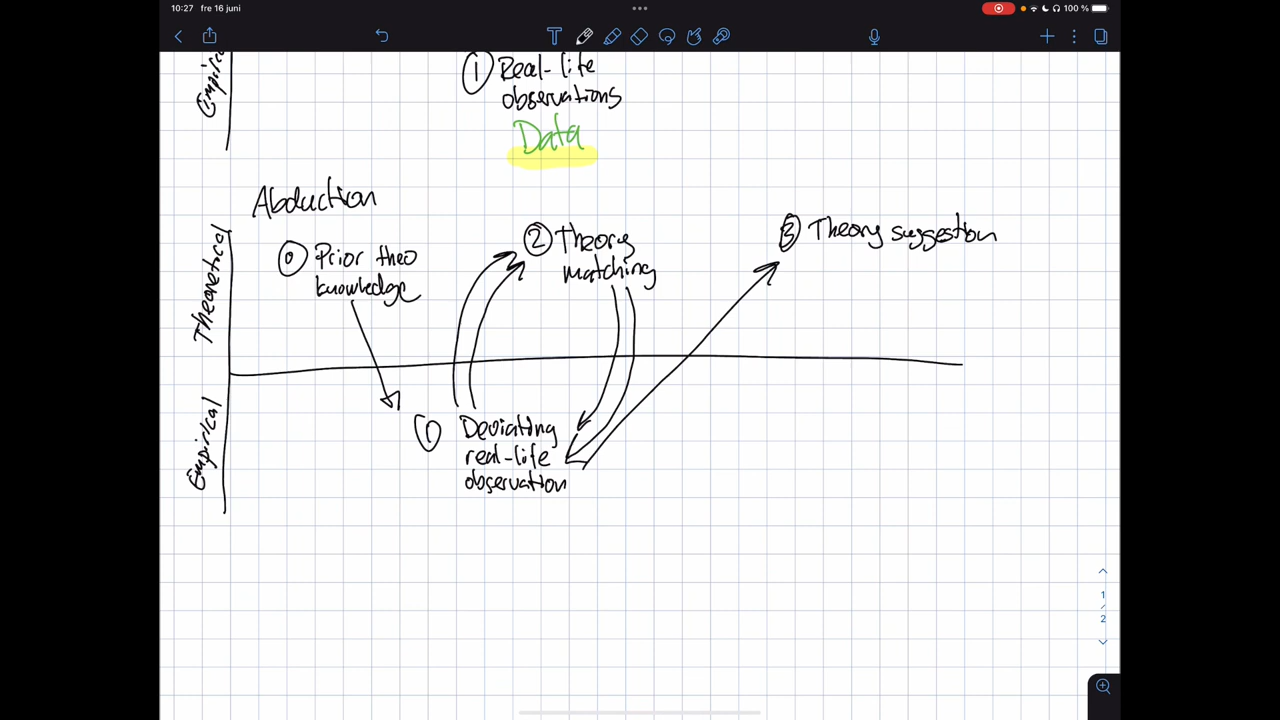 10:27 fre 16 juni
100 %
① Real-life
observations
Data
Abduction
Theoretical
⓪ Prior theo
knowledge
② Theory
matching
③ Theory suggestion
Empirical
① Deviating
real-life
observation
1
/
2